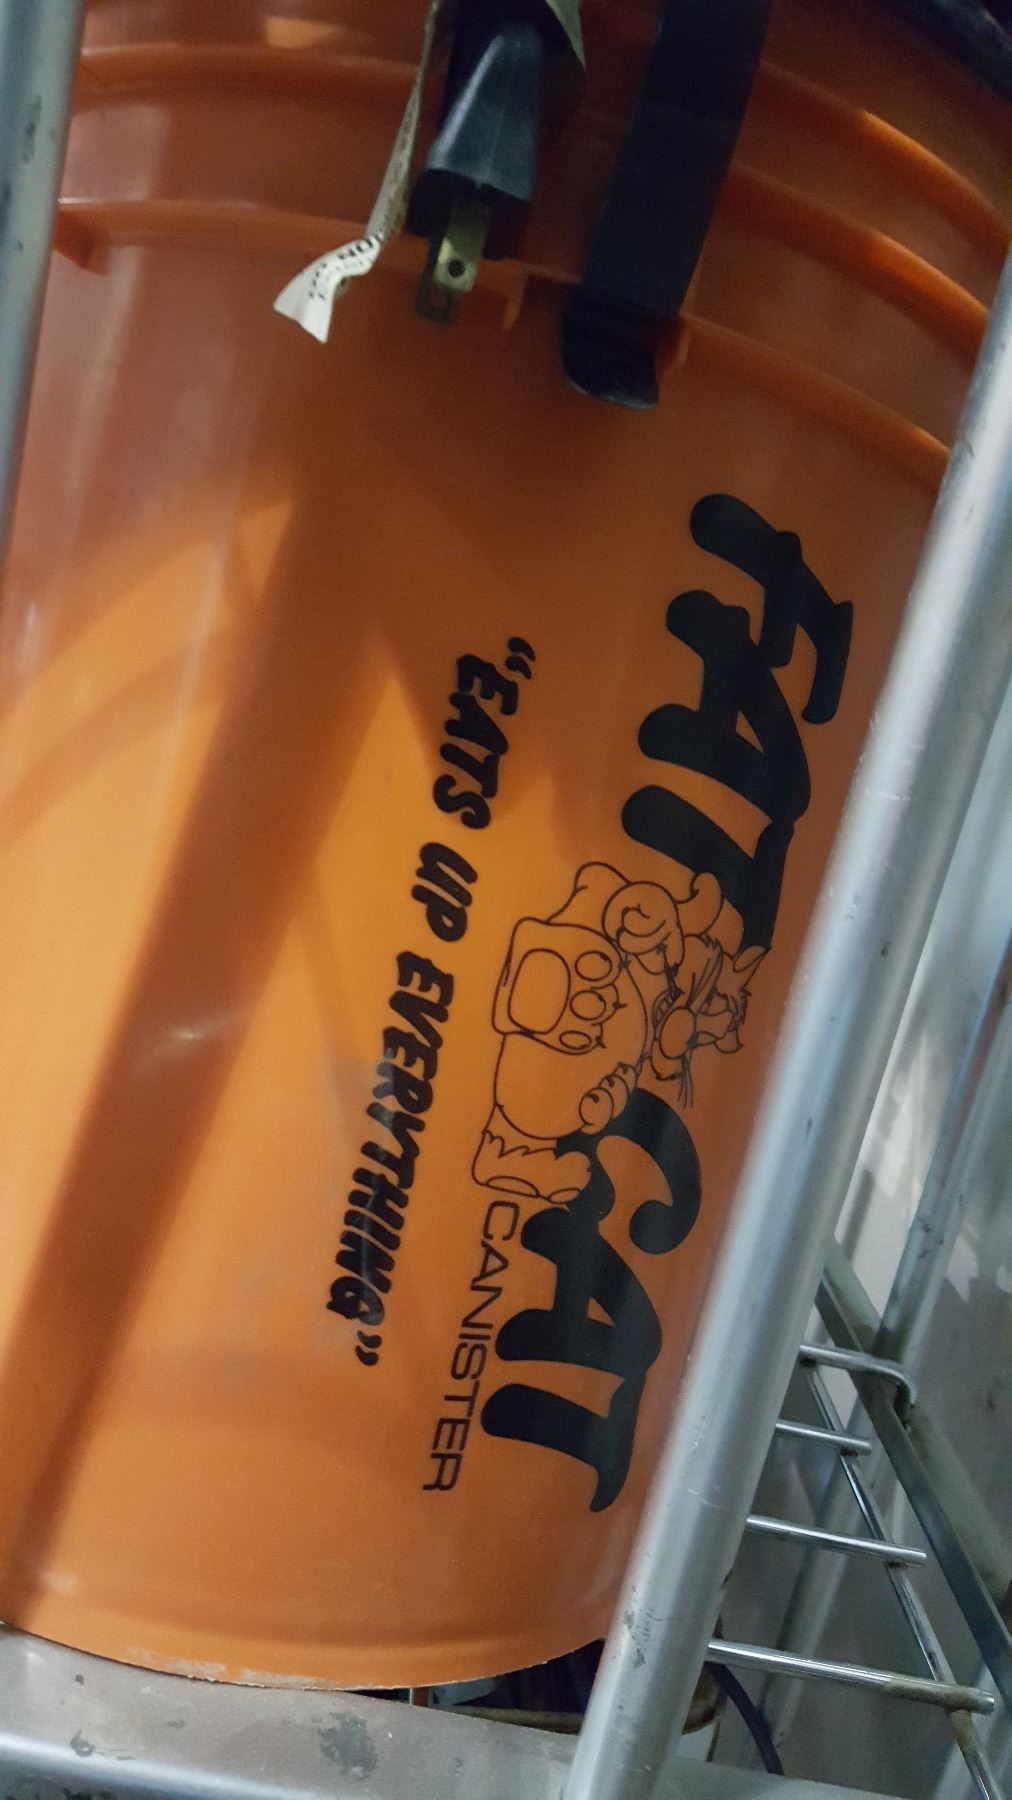 FAT CAT
CANISTER
"EATS UP EVERYTHING"